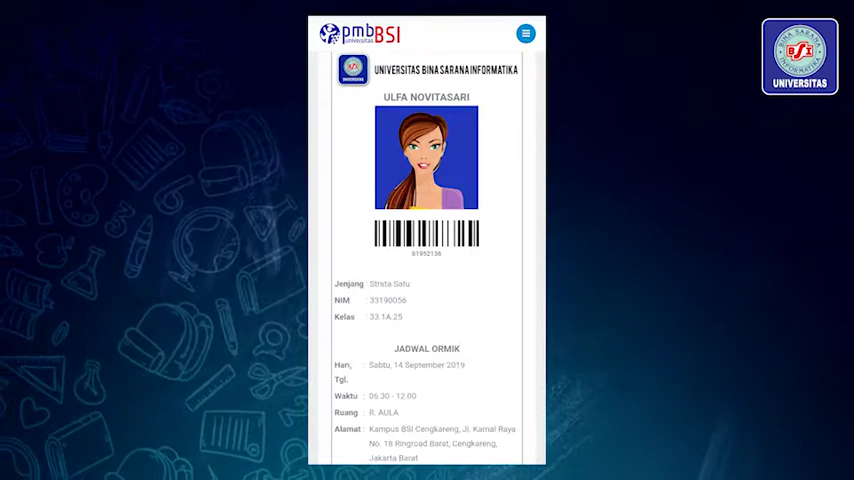 pmbBSI
universitas
UNIVERSITAS BINA SARANA INFORMATIKA
ULFA NOVITASARI
81952136
Jenjang : Strata Satu
NIM : 33190056
Kelas : 33.1A.25
JADWAL ORMIK
Hari, Tgl. : Sabtu, 14 September 2019
Waktu : 06.30 - 12.00
Ruang : R. AULA
Alamat : Kampus BSI Cengkareng, Jl. Kamal Raya
No. 18 Ringroad Barat, Cengkareng,
Jakarta Barat
BINA SARANA
BSI
INFORMATIKA
UNIVERSITAS